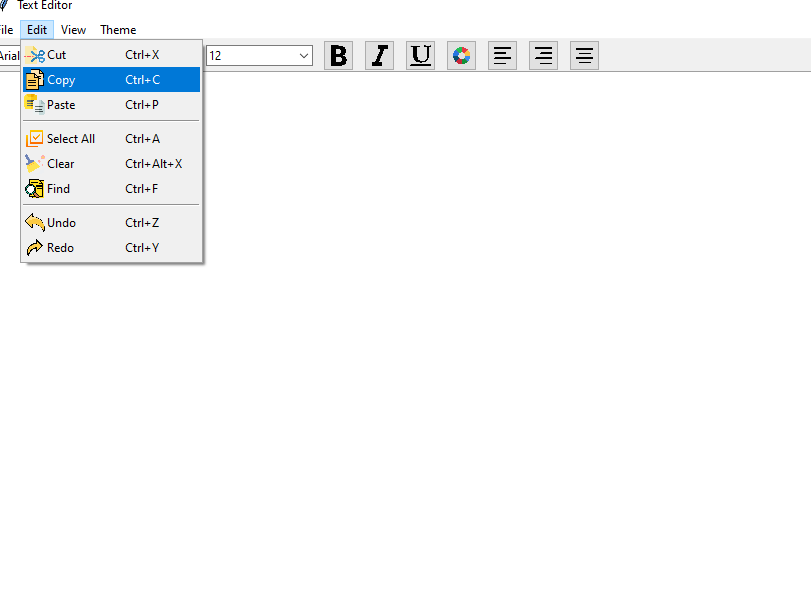 Text Editor
ile Edit View Theme
Arial 12 B I U
Cut Ctrl+X
Copy Ctrl+C
Paste Ctrl+P
Select All Ctrl+A
Clear Ctrl+Alt+X
Find Ctrl+F
Undo Ctrl+Z
Redo Ctrl+Y